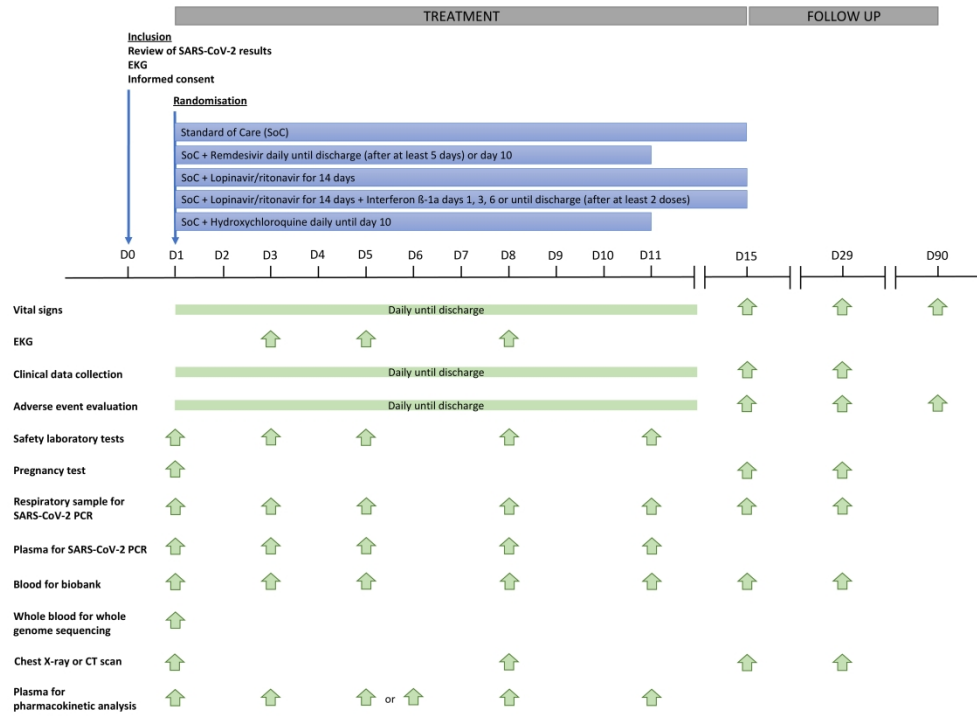 TREATMENT
FOLLOW UP
Inclusion
Review of SARS-CoV-2 results
EKG
Informed consent
Randomisation
Standard of Care (SoC)
SoC + Remdesivir daily until discharge (after at least 5 days) or day 10
SoC + Lopinavir/ritonavir for 14 days
SoC + Lopinavir/ritonavir for 14 days + Interferon ß-1a days 1, 3, 6 or until discharge (after at least 2 doses)
SoC + Hydroxychloroquine daily until day 10
D0 D1 D2 D3 D4 D5 D6 D7 D8 D9 D10 D11 D15 D29 D90
Vital signs
Daily until discharge
EKG
Clinical data collection
Daily until discharge
Adverse event evaluation
Daily until discharge
Safety laboratory tests
Pregnancy test
Respiratory sample for
SARS-CoV-2 PCR
Plasma for SARS-CoV-2 PCR
Blood for biobank
Whole blood for whole
genome sequencing
Chest X-ray or CT scan
Plasma for
pharmacokinetic analysis
or